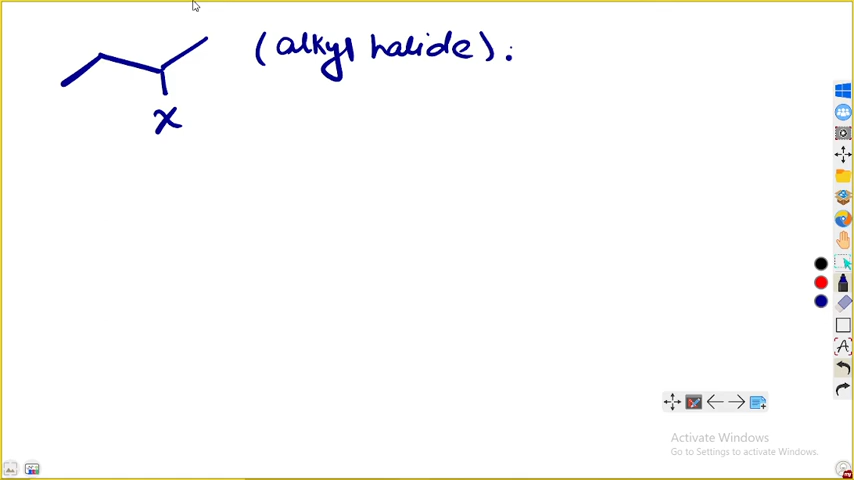 (alkyl halide).
x
Activate Windows
Go to Settings to activate Windows.